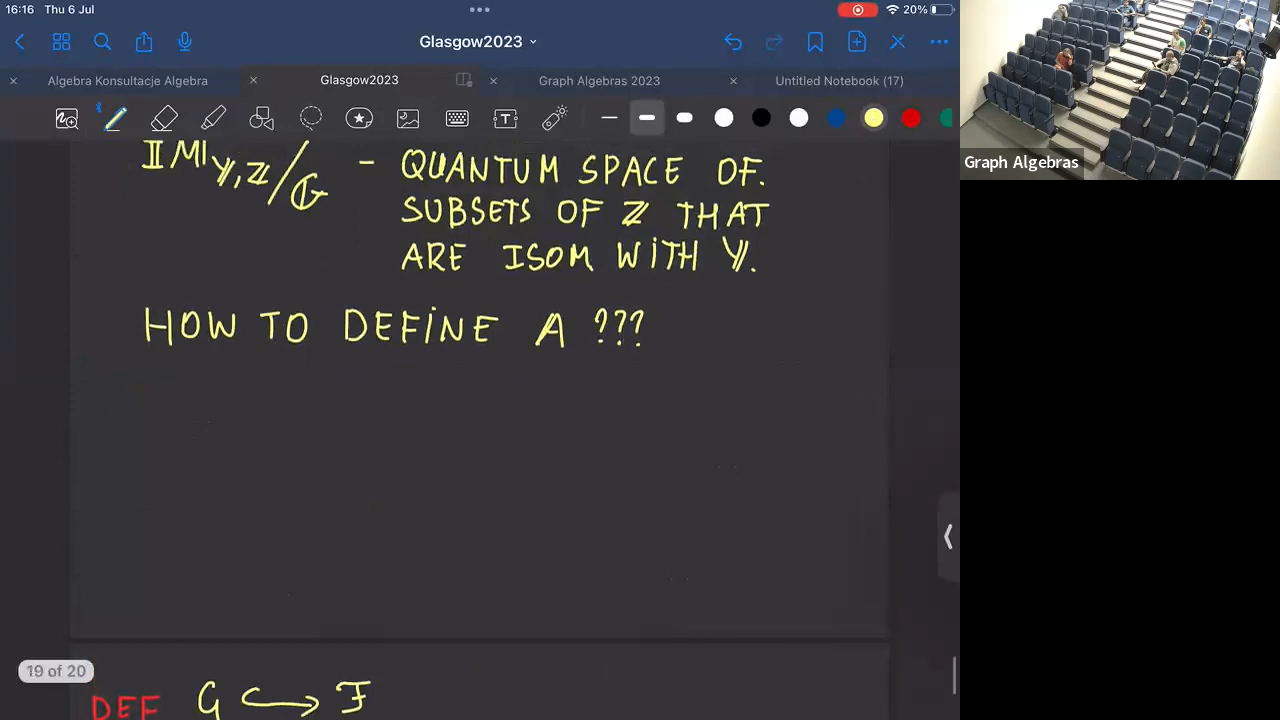 16:16 Thu 6 Jul
20%
Glasgow2023
Algebra Konsultacje Algebra
Glasgow2023
Graph Algebras 2023
Untitled Notebook (17)
Graph Algebras
𝕀M𝕐,ℤ/𝔾 - QUANTUM SPACE OF.
SUBSETS OF ℤ THAT
ARE ISOM WITH 𝕐.
HOW TO DEFINE A ???
19 of 20
DEF G ↪ F